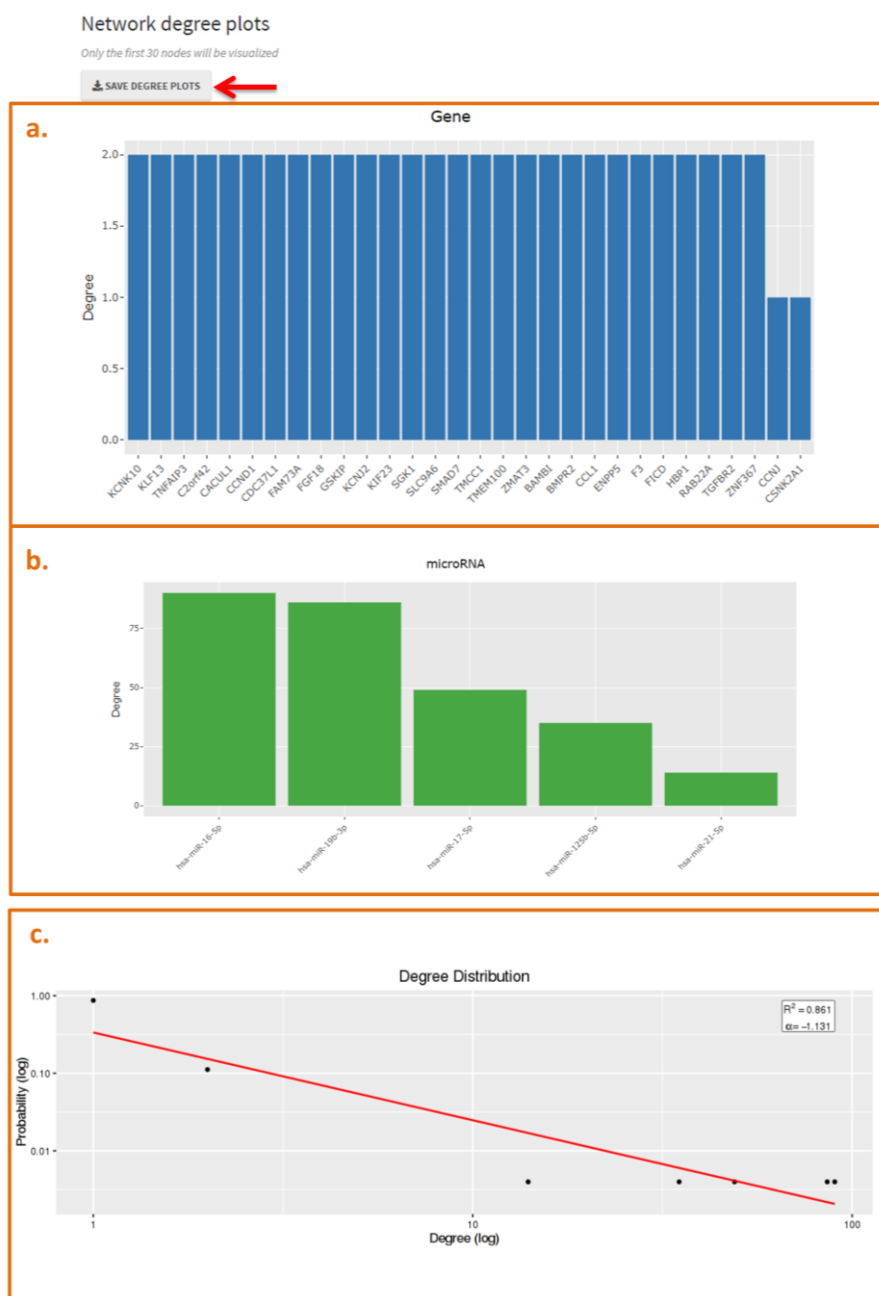 Network degree plots
Only the first 30 nodes will be visualized
SAVE DEGREE PLOTS
a.
Gene
2.0
1.5
1.0
0.5
0.0
Degree
KCNK10 KLF13 TNFAIP3 C2orf42 CACUL1 CCND1 CDC37L1 FAM73A FGF18 GSKIP KCNJ2 KIF23 SGK1 SLC9A6 SMAD7 TMCC1 TMEM100 ZMAT3 BAMBI BMPR2 CCL1 ENPP5 F3 FICD HBP1 RAB22A TGFBR2 ZNF367 CCNJ CSNK2A1
b.
microRNA
75
50
25
0
Degree
hsa-miR-16-5p hsa-miR-19b-3p hsa-miR-17-5p hsa-miR-125b-5p hsa-miR-21-5p
c.
Degree Distribution
R² = 0.861
α= −1.131
1.00
0.10
0.01
Probability (log)
1 10 100
Degree (log)